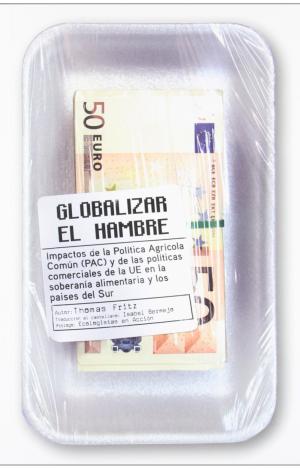 50 EURO
GLOBALIZAR
EL HAMBRE
Impactos de la Política Agrícola
Común (PAC) y de las políticas
comerciales de la UE en la
soberanía alimentaria y los
países del Sur
Autor: Thomas Fritz
Traducción al castellano: Isabel Bermejo
Ecologistas en Acción
50